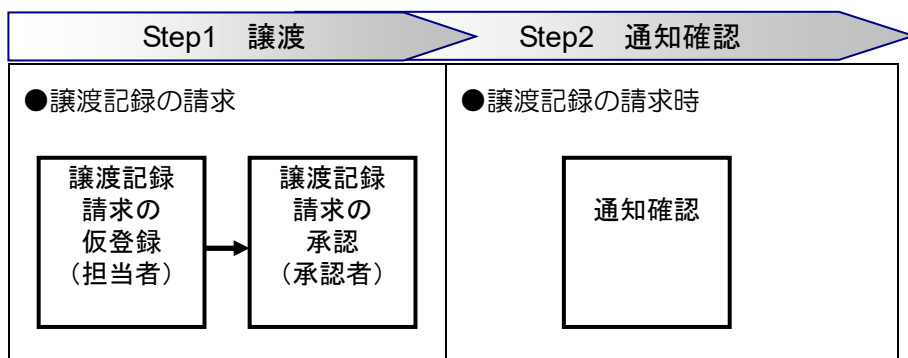 Step1 譲渡
Step2 通知確認
●譲渡記録の請求
譲渡記録
請求の
仮登録
（担当者）
譲渡記録
請求の
承認
（承認者）
●譲渡記録の請求時
通知確認